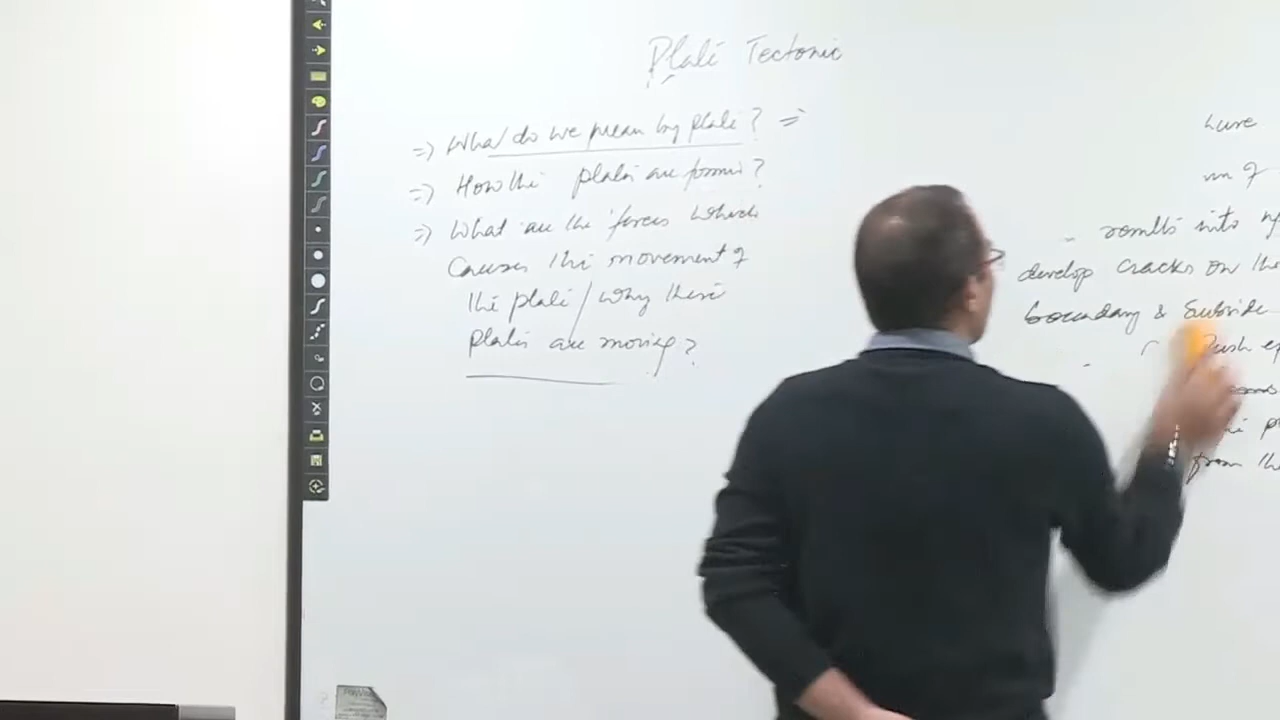 Plate Tectonic
=> What do we mean by plate? =>
=> How the plates are formed?
=> What are the forces which
Causes the movement of
the plate / why these
plates are moving?
- results into
develop cracks on the
boundary & Subside
Push
from the